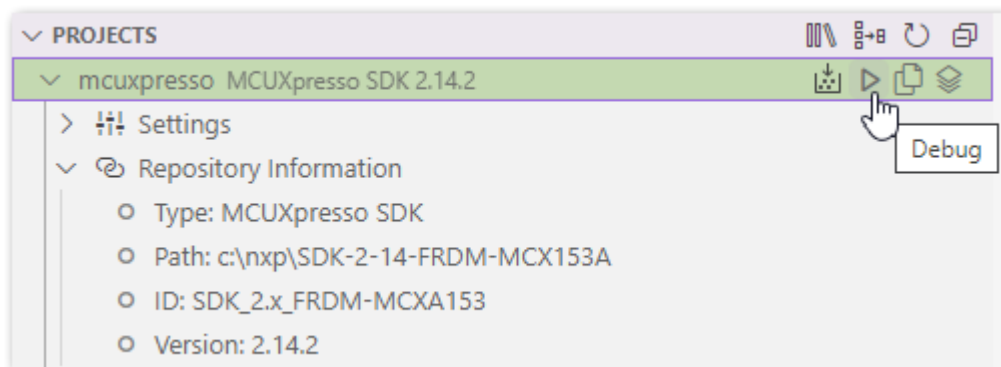 PROJECTS
mcuxpresso MCUXpresso SDK 2.14.2
Settings
Debug
Repository Information
Type: MCUXpresso SDK
Path: c:\nxp\SDK-2-14-FRDM-MCX153A
ID: SDK_2.x_FRDM-MCXA153
Version: 2.14.2